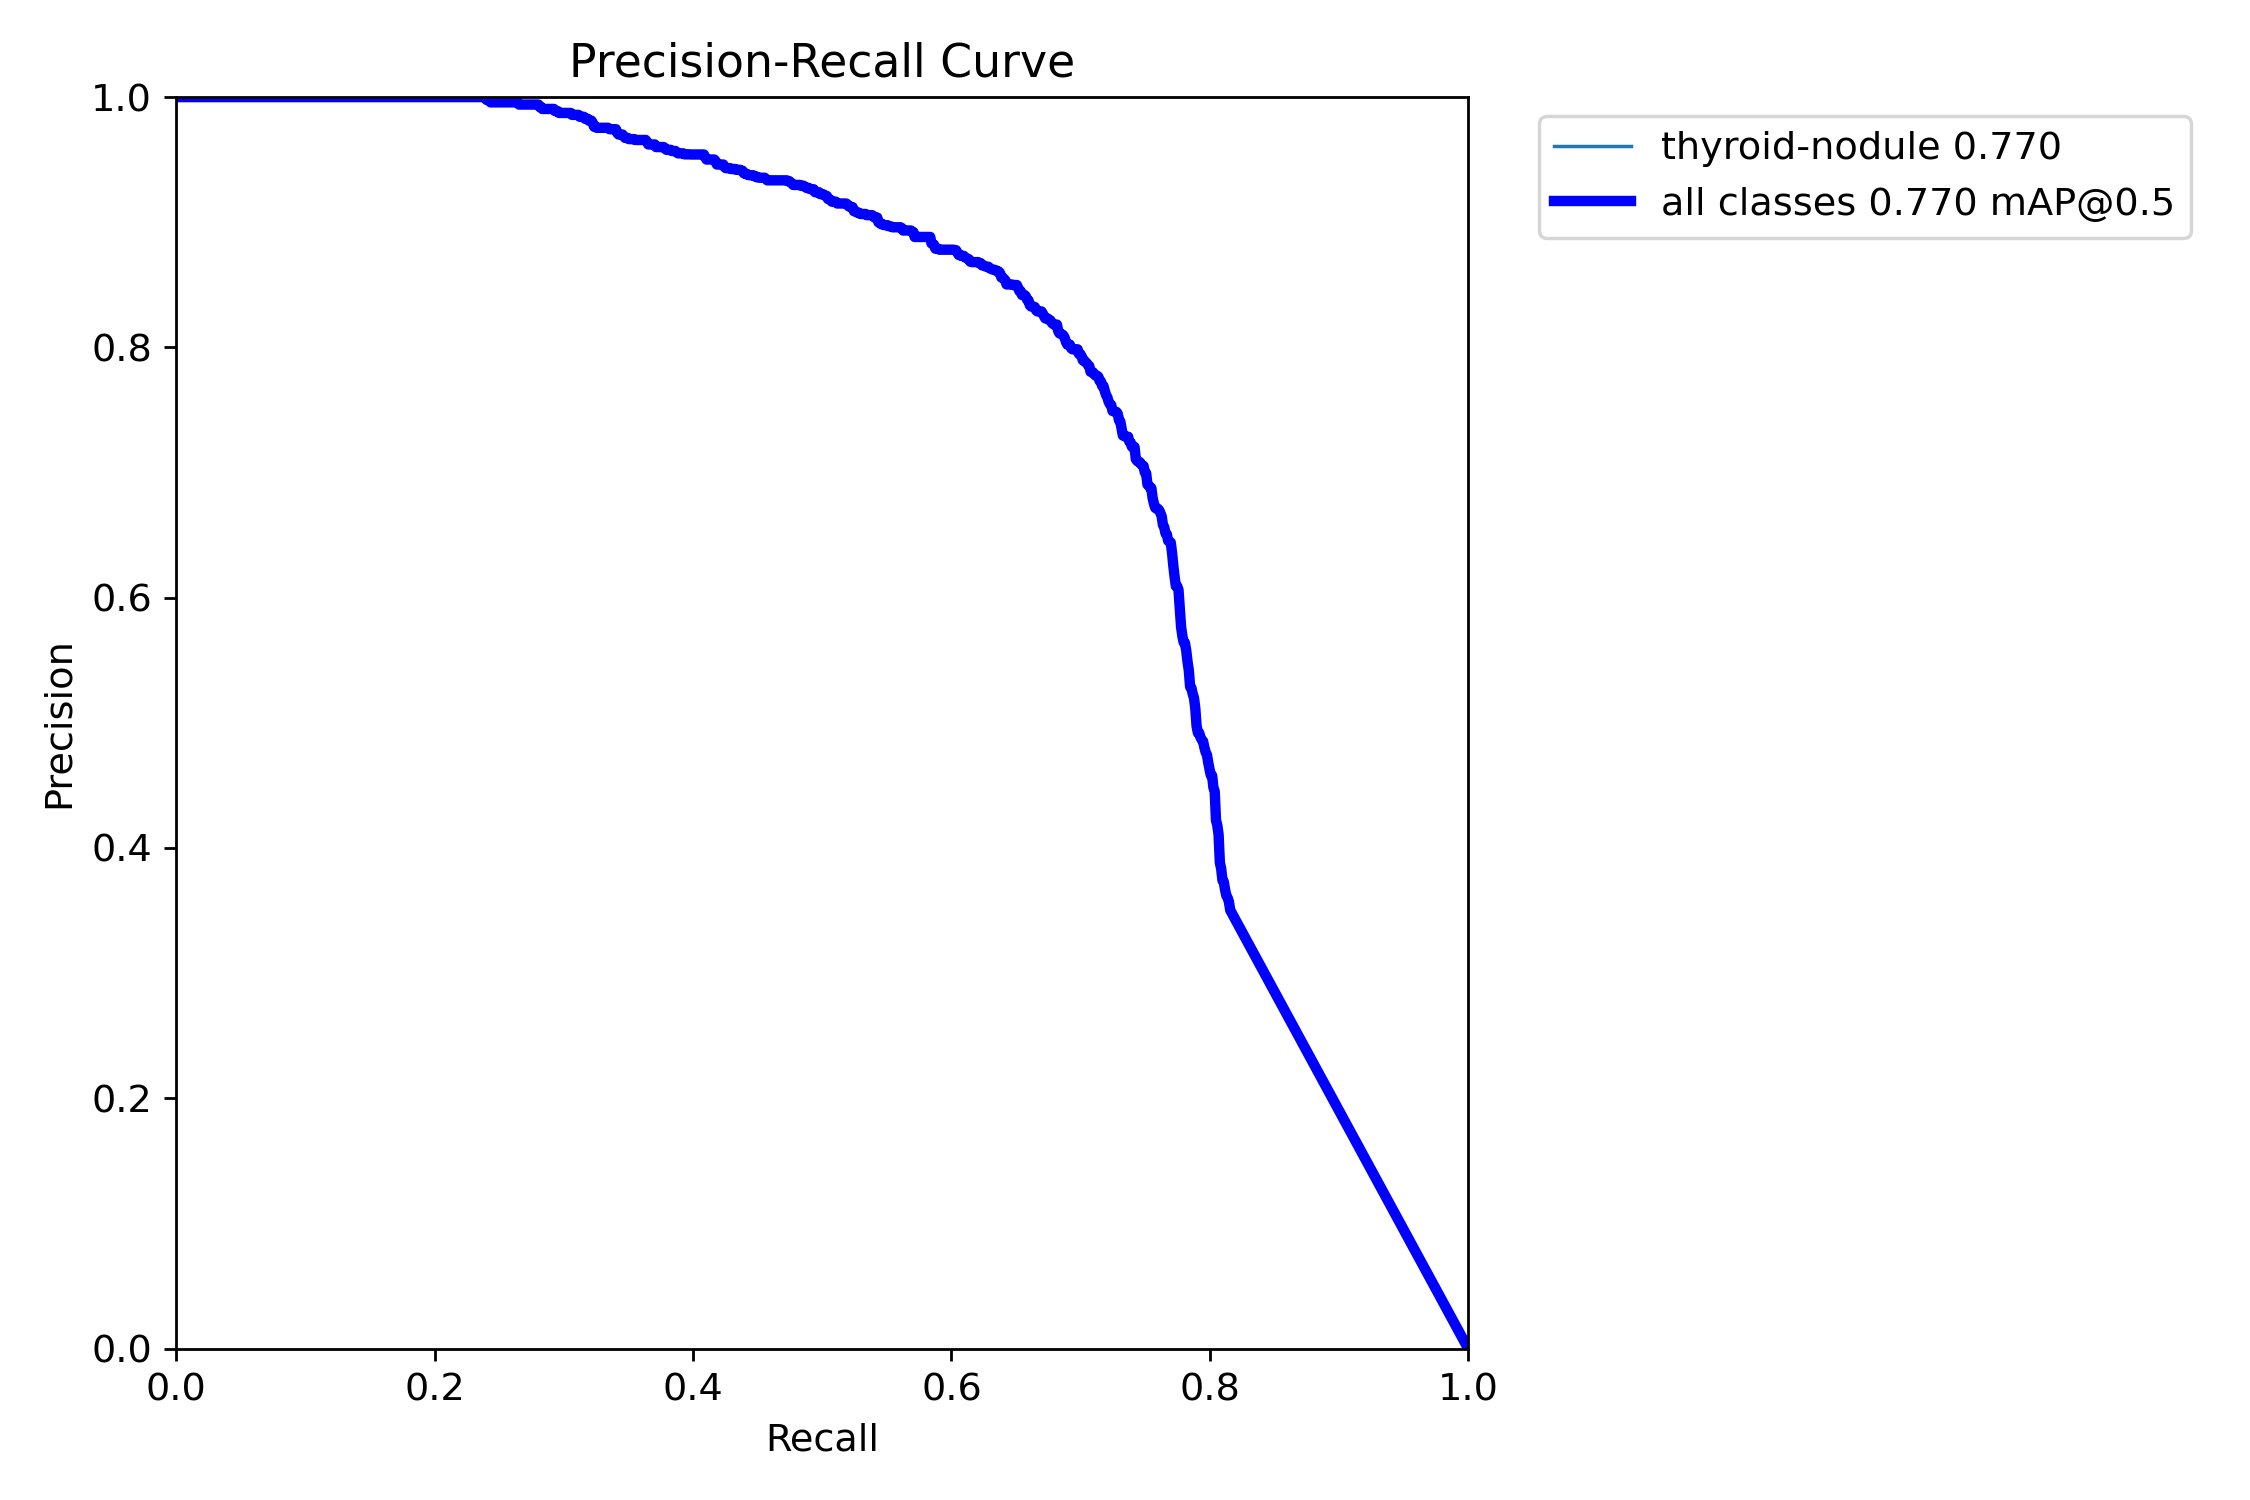 Precision-Recall Curve
1.0
0.8
0.6
0.4
0.2
0.0
Precision
0.0 0.2 0.4 0.6 0.8 1.0
Recall
thyroid-nodule 0.770
all classes 0.770 mAP@0.5